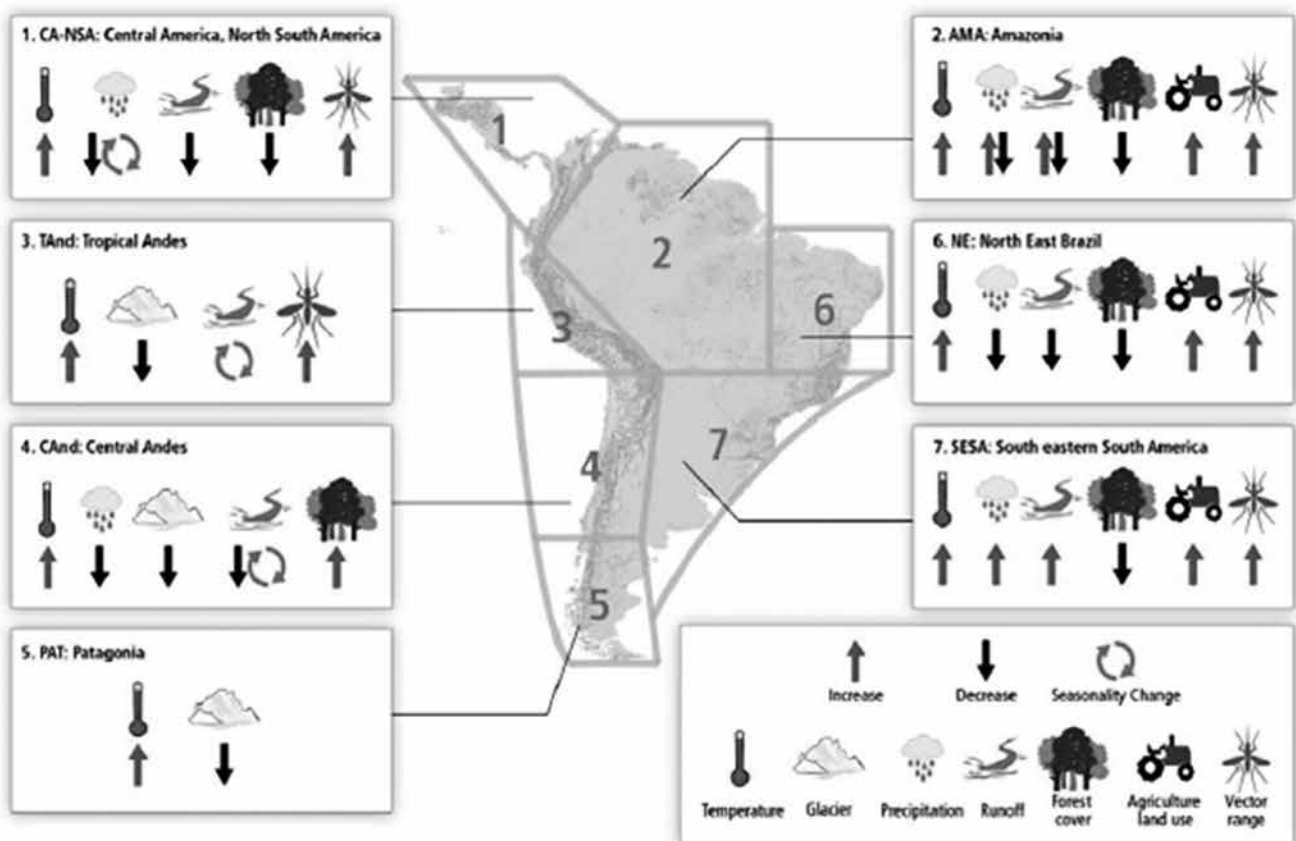 1. CA-NSA: Central America, North South America
2. AMA: Amazonia
3. TAnd: Tropical Andes
6. NE: North East Brazil
4. CAnd: Central Andes
7. SESA: South eastern South America
5. PAT: Patagonia
1
2
3
6
4
7
5
Increase
Decrease
Seasonality Change
Temperature
Glacier
Precipitation
Runoff
Forest
cover
Agriculture
land use
Vector
range